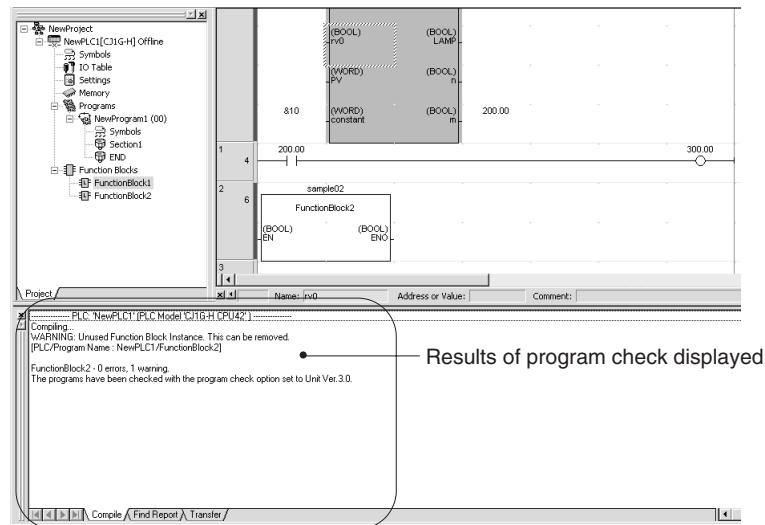 NewProject
NewPLC1[CJ1G-H] Offline
Symbols
IO Table
Settings
Memory
Programs
NewProgram1 (00)
Symbols
Section1
END
Function Blocks
FunctionBlock1
FunctionBlock2
Project
(BOOL) (BOOL)
rv0 LAMP
(WORD) (BOOL)
PV n
&10 (WORD) (BOOL) 200.00
constant m
1 200.00 300.00
4
2 sample02
6
FunctionBlock2
(BOOL) (BOOL)
EN ENO
3
Name: rv0 Address or Value: Comment:
--------------- PLC: 'NewPLC1' (PLC Model 'CJ1G-H CPU42') ---------------
Compiling...
WARNING: Unused Function Block Instance. This can be removed.
[PLC/Program Name : NewPLC1/FunctionBlock2]
FunctionBlock2 - 0 errors, 1 warning.
The programs have been checked with the program check option set to Unit Ver.3.0.
Results of program check displayed
Compile Find Report Transfer